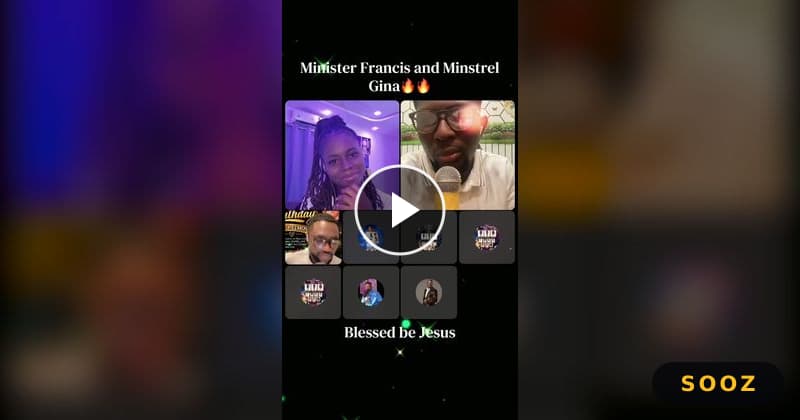 Minister Francis and Minstrel
Gina🔥🔥
Blessed be Jesus
SOOZ